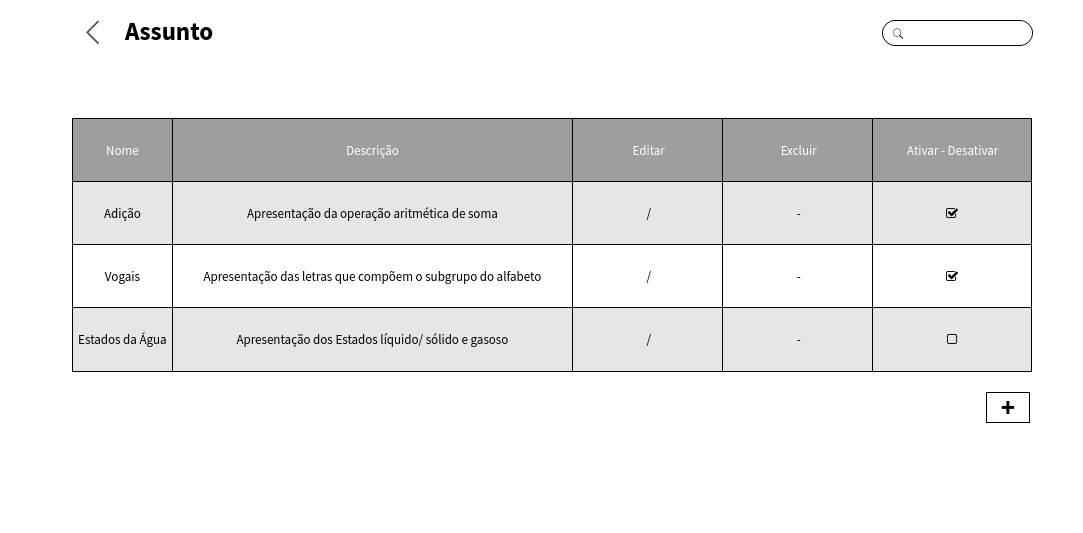 Assunto
Nome Descrição Editar Excluir Ativar - Desativar
Adição Apresentação da operação aritmética de soma / -
Vogais Apresentação das letras que compõem o subgrupo do alfabeto / -
Estados da Água Apresentação dos Estados líquido/ sólido e gasoso / -
+